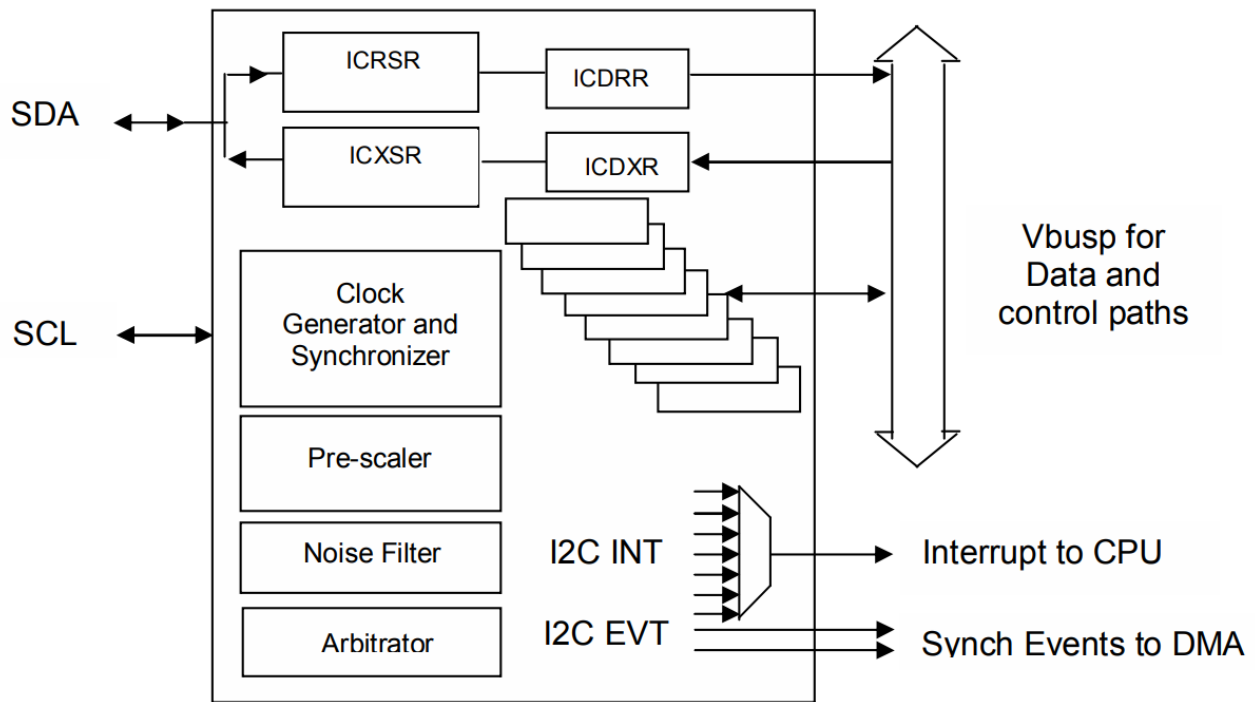 ICRSR
ICDRR
SDA
ICXSR
ICDXR
Vbusp for
Data and
control paths
Clock
Generator and
Synchronizer
SCL
Pre-scaler
Noise Filter
I2C INT
Interrupt to CPU
Arbitrator
I2C EVT
Synch Events to DMA